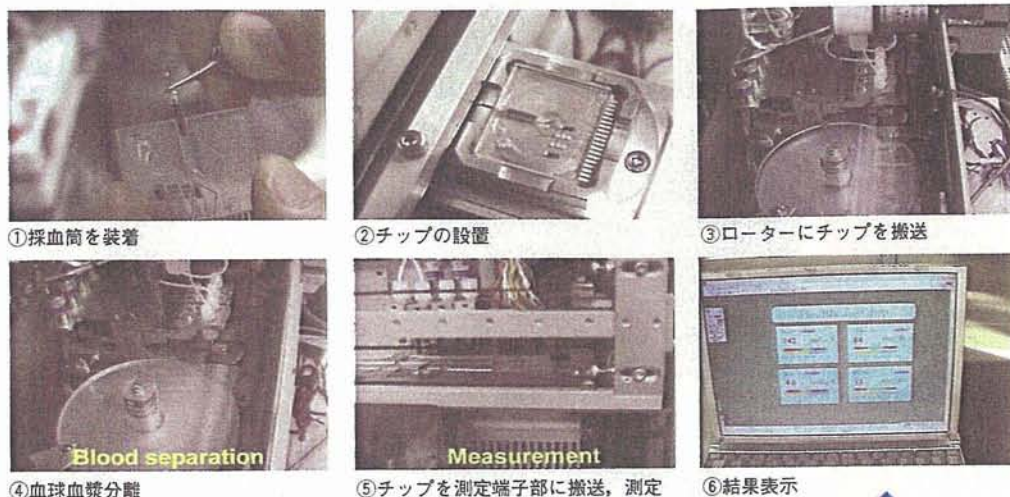 ①採血筒を装着
②チップの設置
③ローターにチップを搬送
Blood separation
④血球血漿分離
Measurement
⑤チップを測定端子部に搬送，測定
⑥結果表示